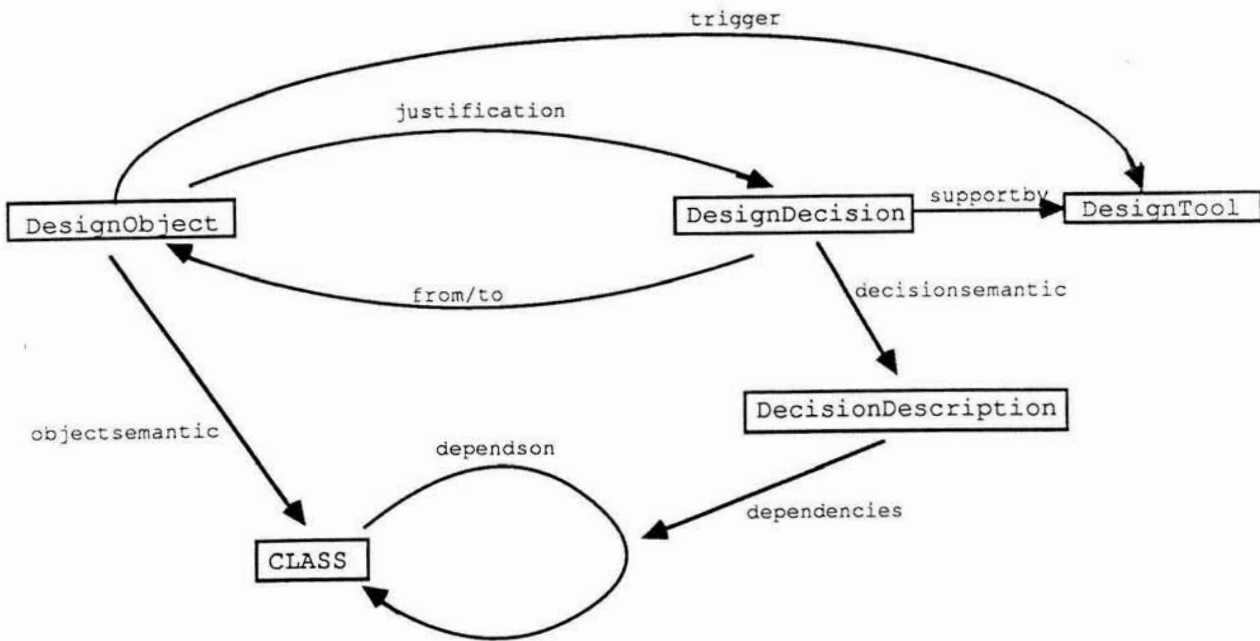 trigger
justification
DesignObject
DesignDecision
supportby
DesignTool
from/to
decisionsemantic
DecisionDescription
objectsemantic
dependson
dependencies
CLASS